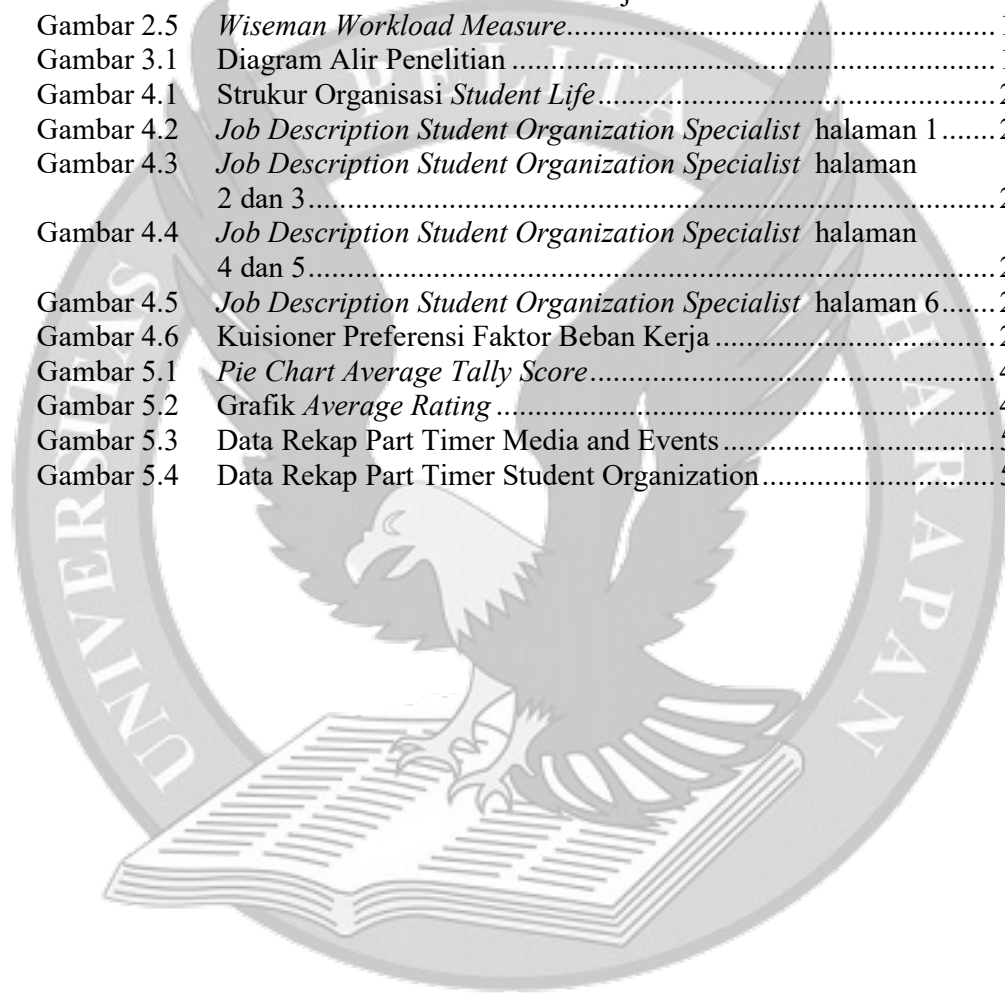 Gambar 2.5 Wiseman Workload Measure
Gambar 3.1 Diagram Alir Penelitian
Gambar 4.1 Strukur Organisasi Student Life
Gambar 4.2 Job Description Student Organization Specialist halaman 1
Gambar 4.3 Job Description Student Organization Specialist halaman
2 dan 3
Gambar 4.4 Job Description Student Organization Specialist halaman
4 dan 5
Gambar 4.5 Job Description Student Organization Specialist halaman 6
Gambar 4.6 Kuisioner Preferensi Faktor Beban Kerja
Gambar 5.1 Pie Chart Average Tally Score
Gambar 5.2 Grafik Average Rating
Gambar 5.3 Data Rekap Part Timer Media and Events
Gambar 5.4 Data Rekap Part Timer Student Organization
UNIVERSITAS PELITA HARAPAN